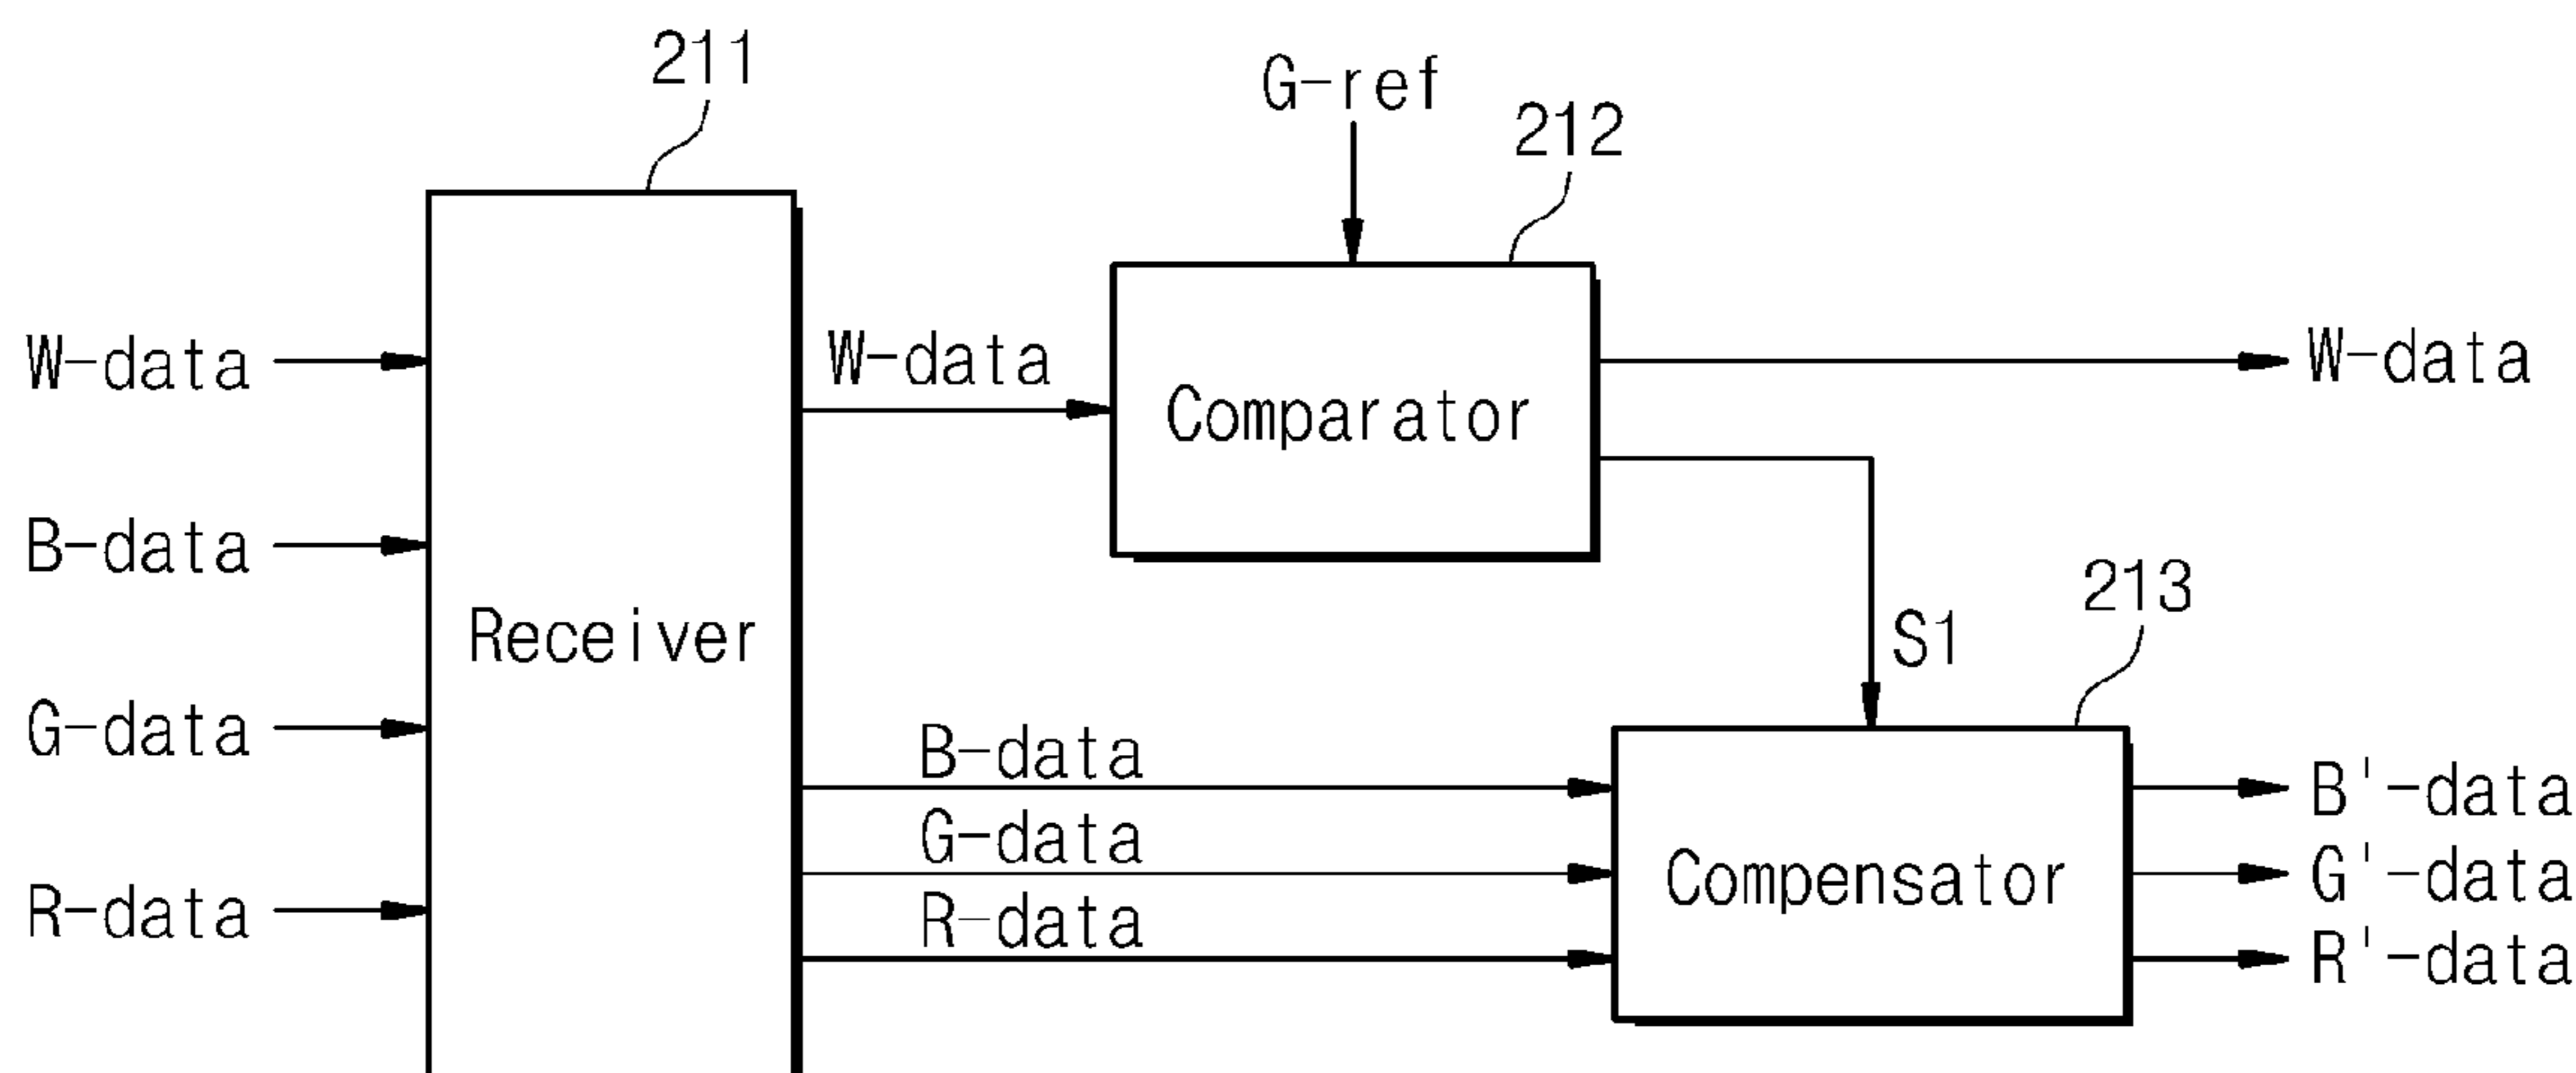 211
G-ref
212
W-data
W-data
W-data
Comparator
B-data
213
Receiver
S1
G-data
B-data
B'-data
G-data
G'-data
Compensator
R-data
R-data
R'-data